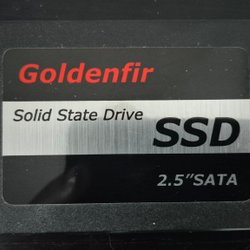 Goldenfir
Solid State Drive
SSD
2.5”SATA